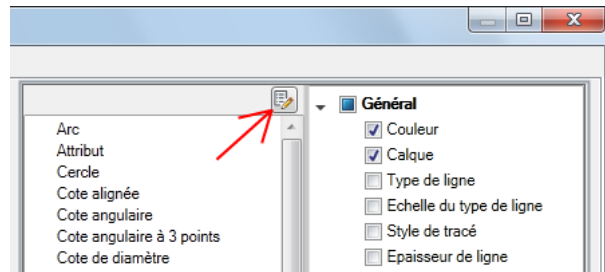 Arc
Attribut
Cercle
Cote alignée
Cote angulaire
Cote angulaire à 3 points
Cote de diamètre
Général
Couleur
Calque
Type de ligne
Echelle du type de ligne
Style de tracé
Epaisseur de ligne